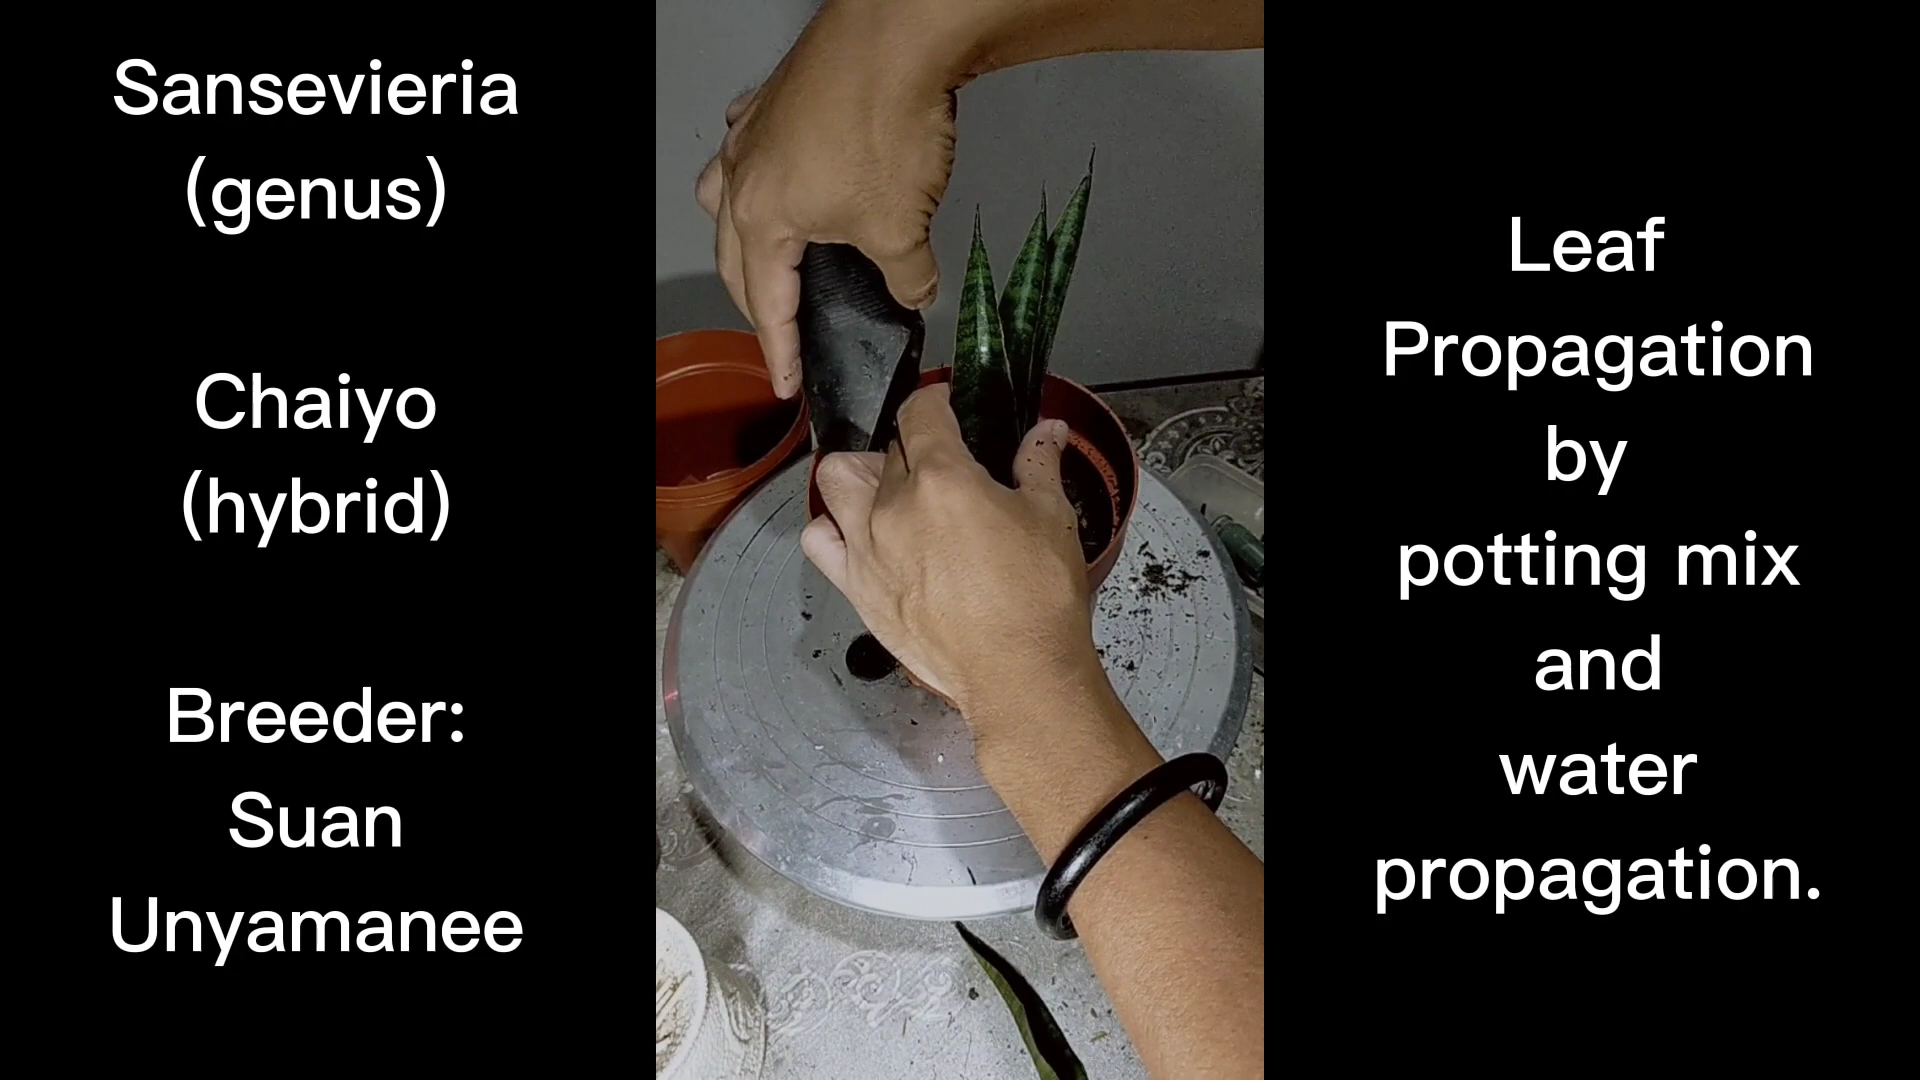 Sansevieria
(genus)
Chaiyo
(hybrid)
Breeder:
Suan
Unyamanee
Leaf
Propagation
by
potting mix
and
water
propagation.